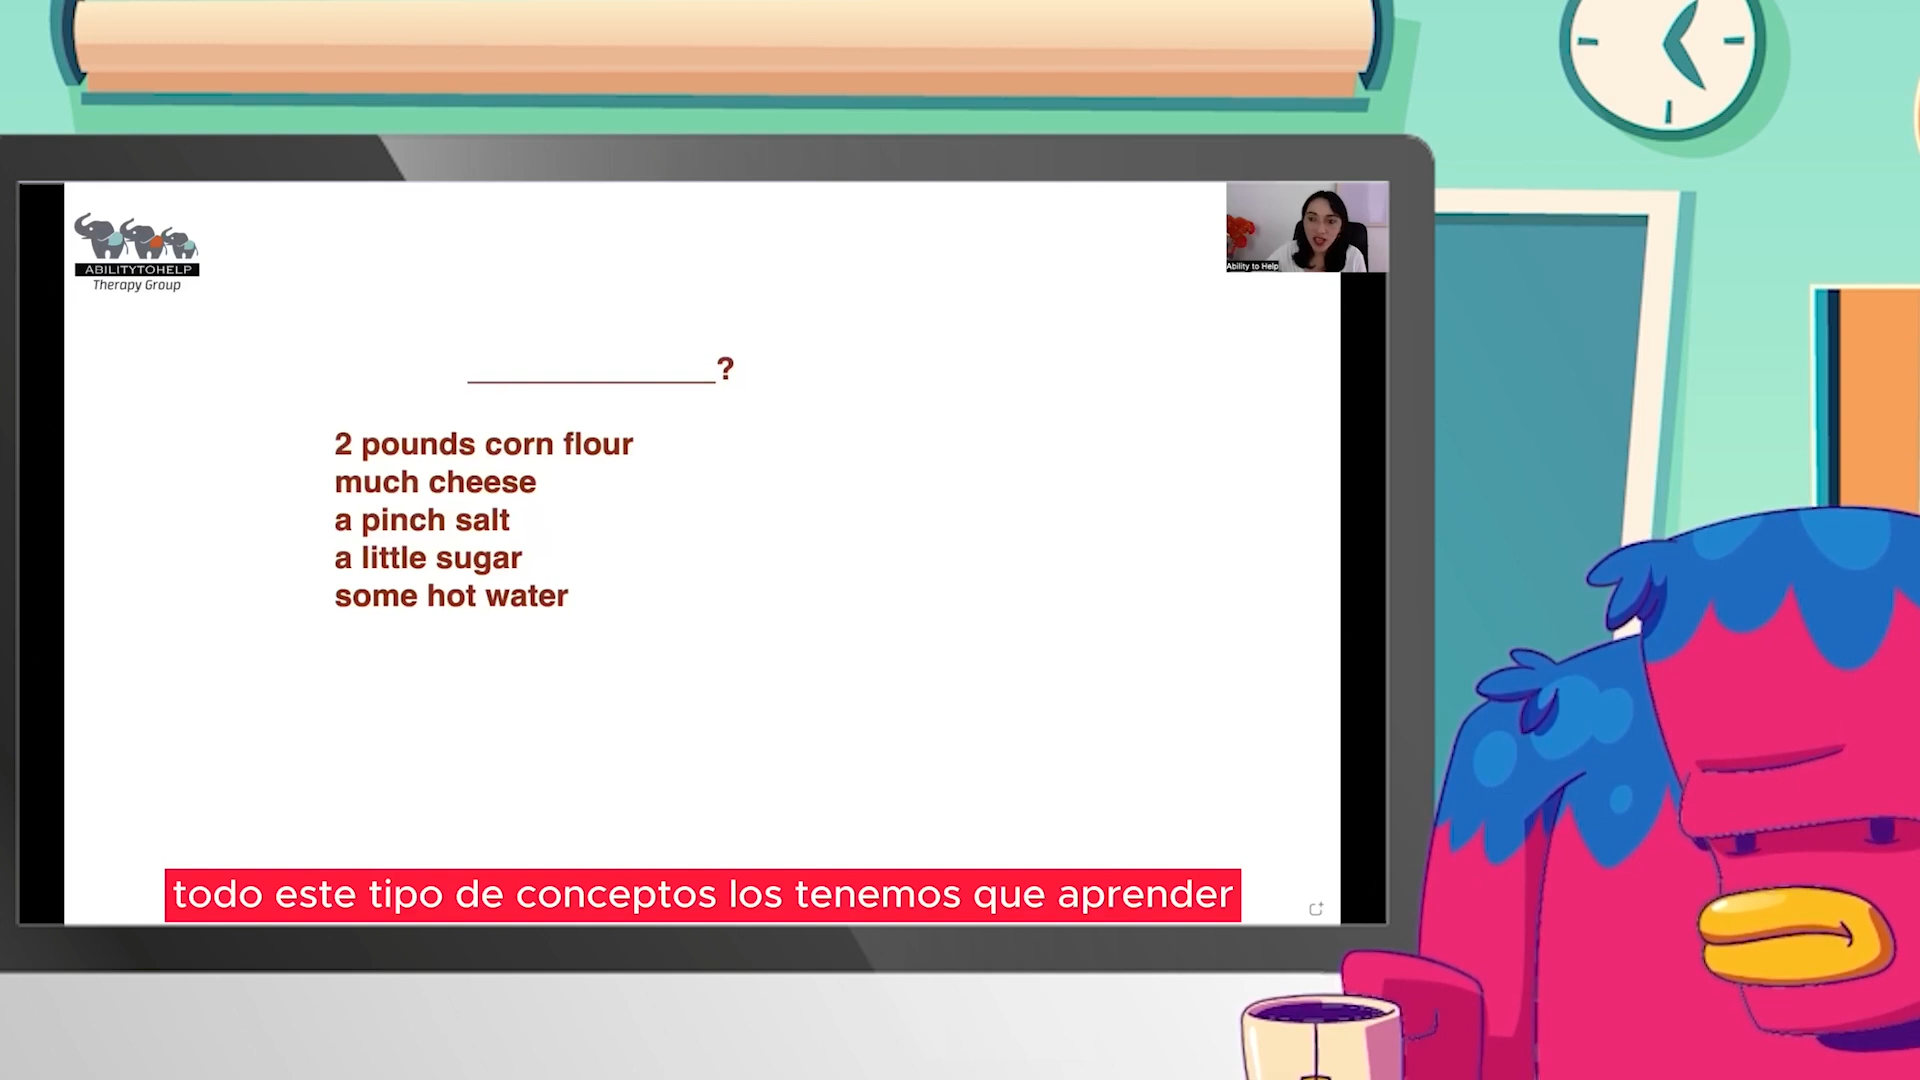 ABILITYTOHELP
Therapy Group
Ability to Help
______________?
2 pounds corn flour
much cheese
a pinch salt
a little sugar
some hot water
todo este tipo de conceptos los tenemos que aprender